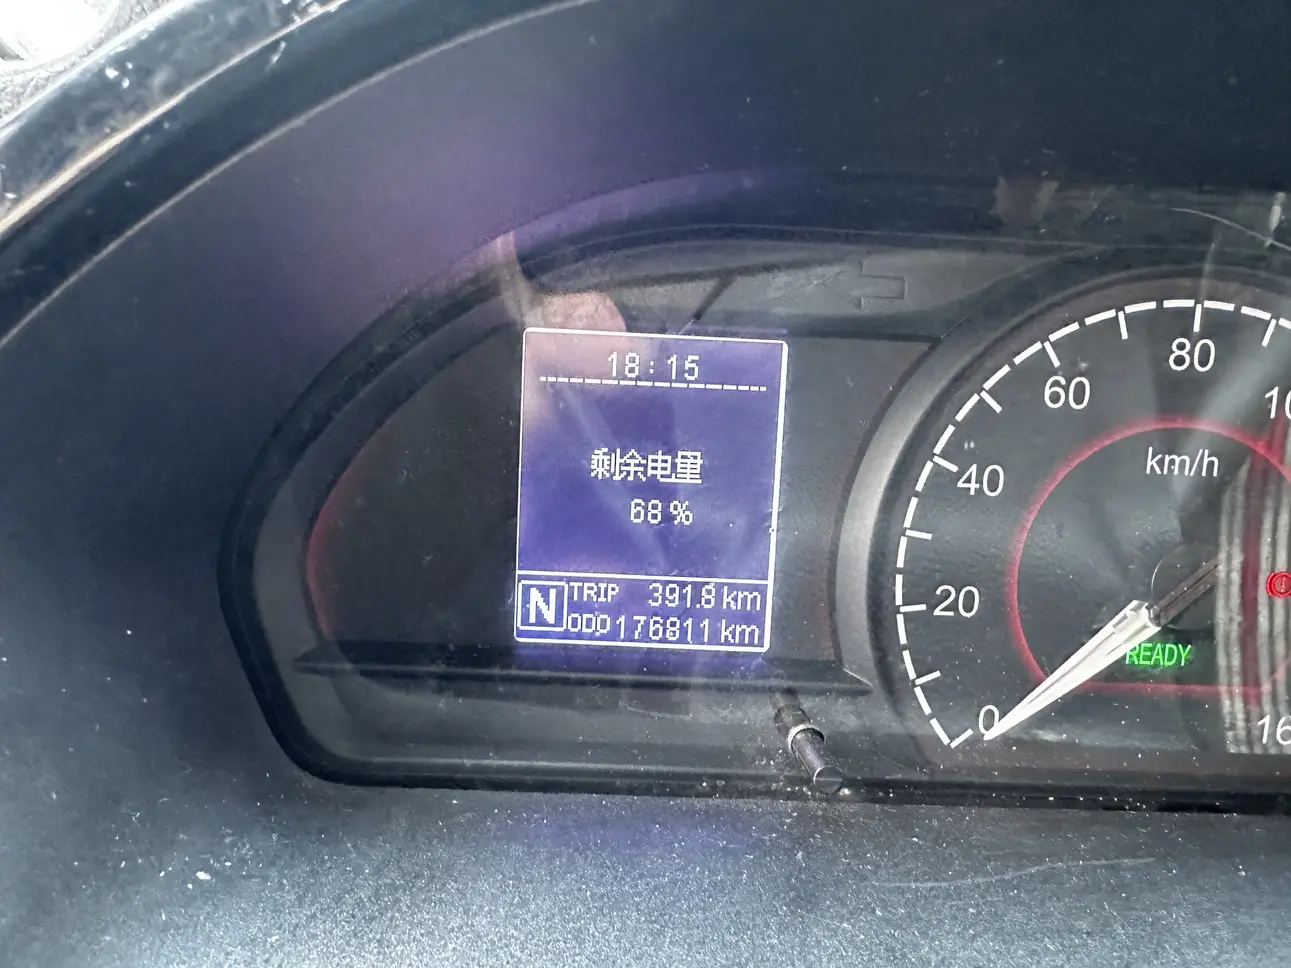 18:15
剩余电量
68 %
N
TRIP 391.8 km
ODO 176811 km
0
20
40
60
80
km/h
READY